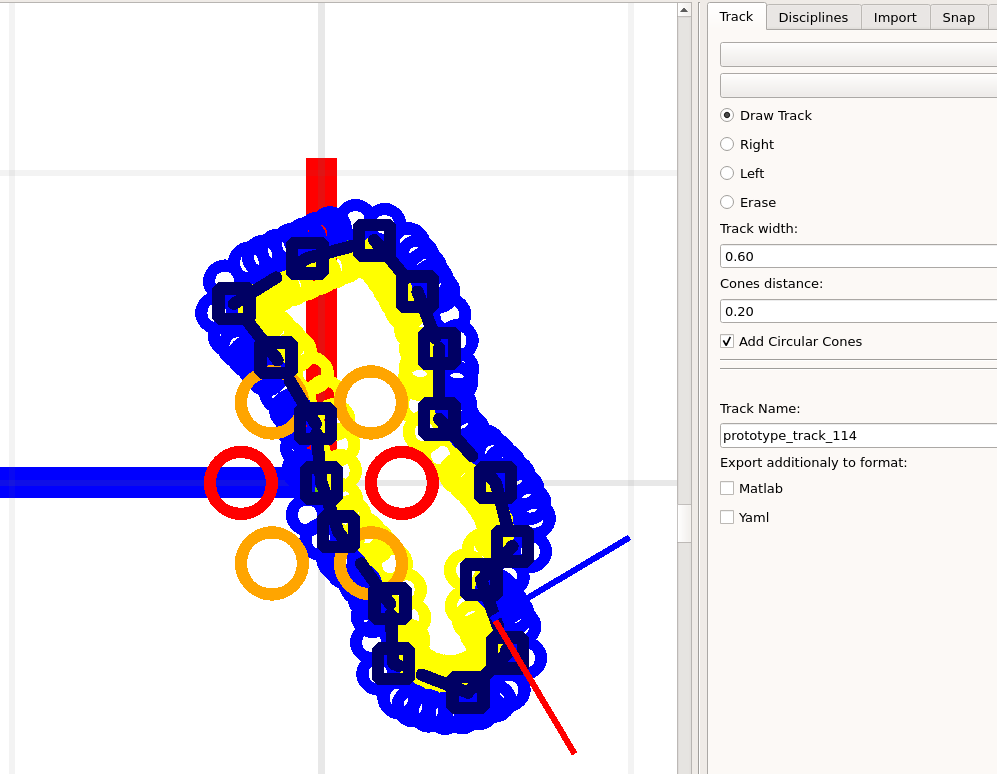 Track Disciplines Import Snap
Draw Track
Right
Left
Erase
Track width:
0.60
Cones distance:
0.20
Add Circular Cones
Track Name:
prototype_track_114
Export additionaly to format:
Matlab
Yaml